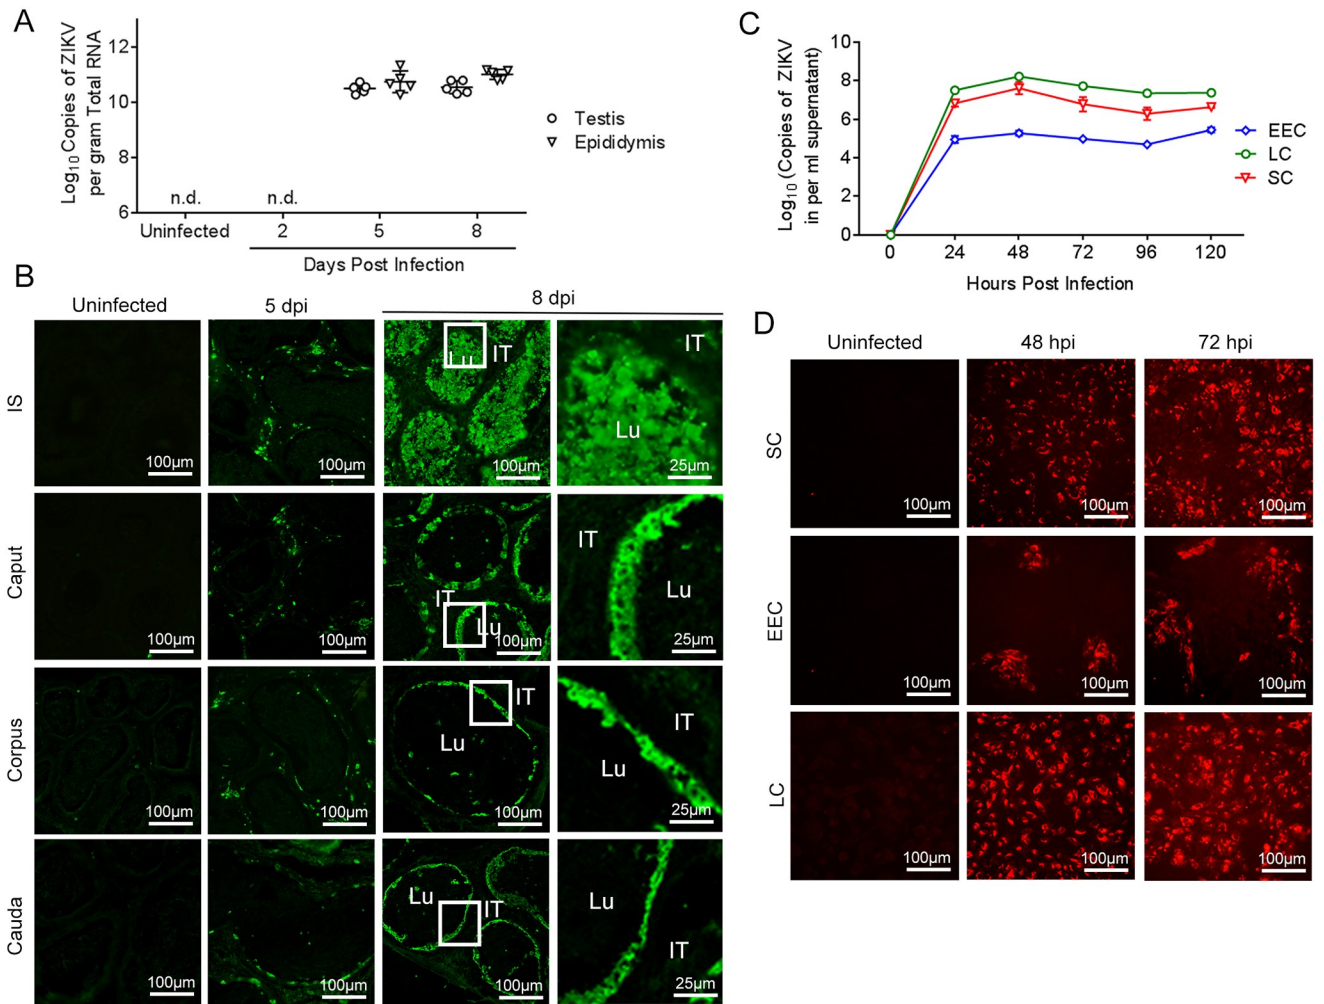 A
Log10 Copies of ZIKV
per gram Total RNA
12
10
8
6
n.d.
n.d.
Uninfected
2
5
8
Days Post Infection
Testis
Epididymis
B
Uninfected
5 dpi
8 dpi
IS
100μm
100μm
Lu
IT
100μm
IT
Lu
25μm
Caput
100μm
100μm
IT
Lu
100μm
IT
Lu
25μm
Corpus
100μm
100μm
IT
Lu
100μm
IT
Lu
25μm
Cauda
100μm
100μm
Lu
IT
100μm
Lu
IT
25μm
C
Log10 (Copies of ZIKV
in per ml supernatant)
10
8
6
4
2
0
0
24
48
72
96
120
Hours Post Infection
EEC
LC
SC
D
Uninfected
48 hpi
72 hpi
SC
100μm
100μm
100μm
EEC
100μm
100μm
100μm
LC
100μm
100μm
100μm